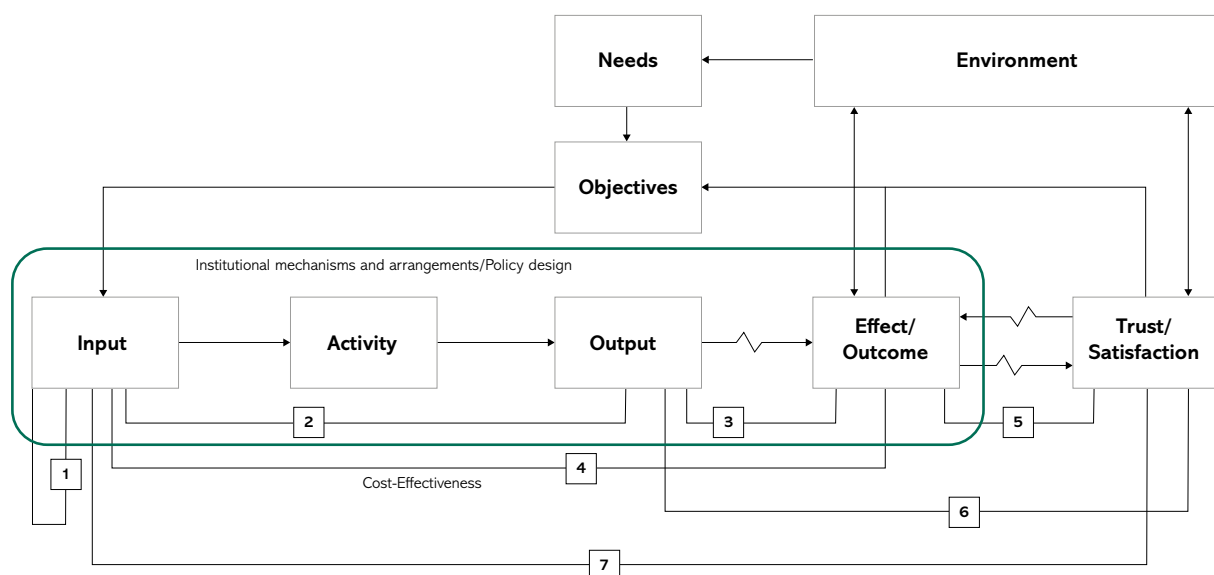 Needs
Environment
Objectives
Institutional mechanisms and arrangements/Policy design
Input
Activity
Output
Effect/
Outcome
Trust/
Satisfaction
2
3
5
1
4
Cost-Effectiveness
6
7